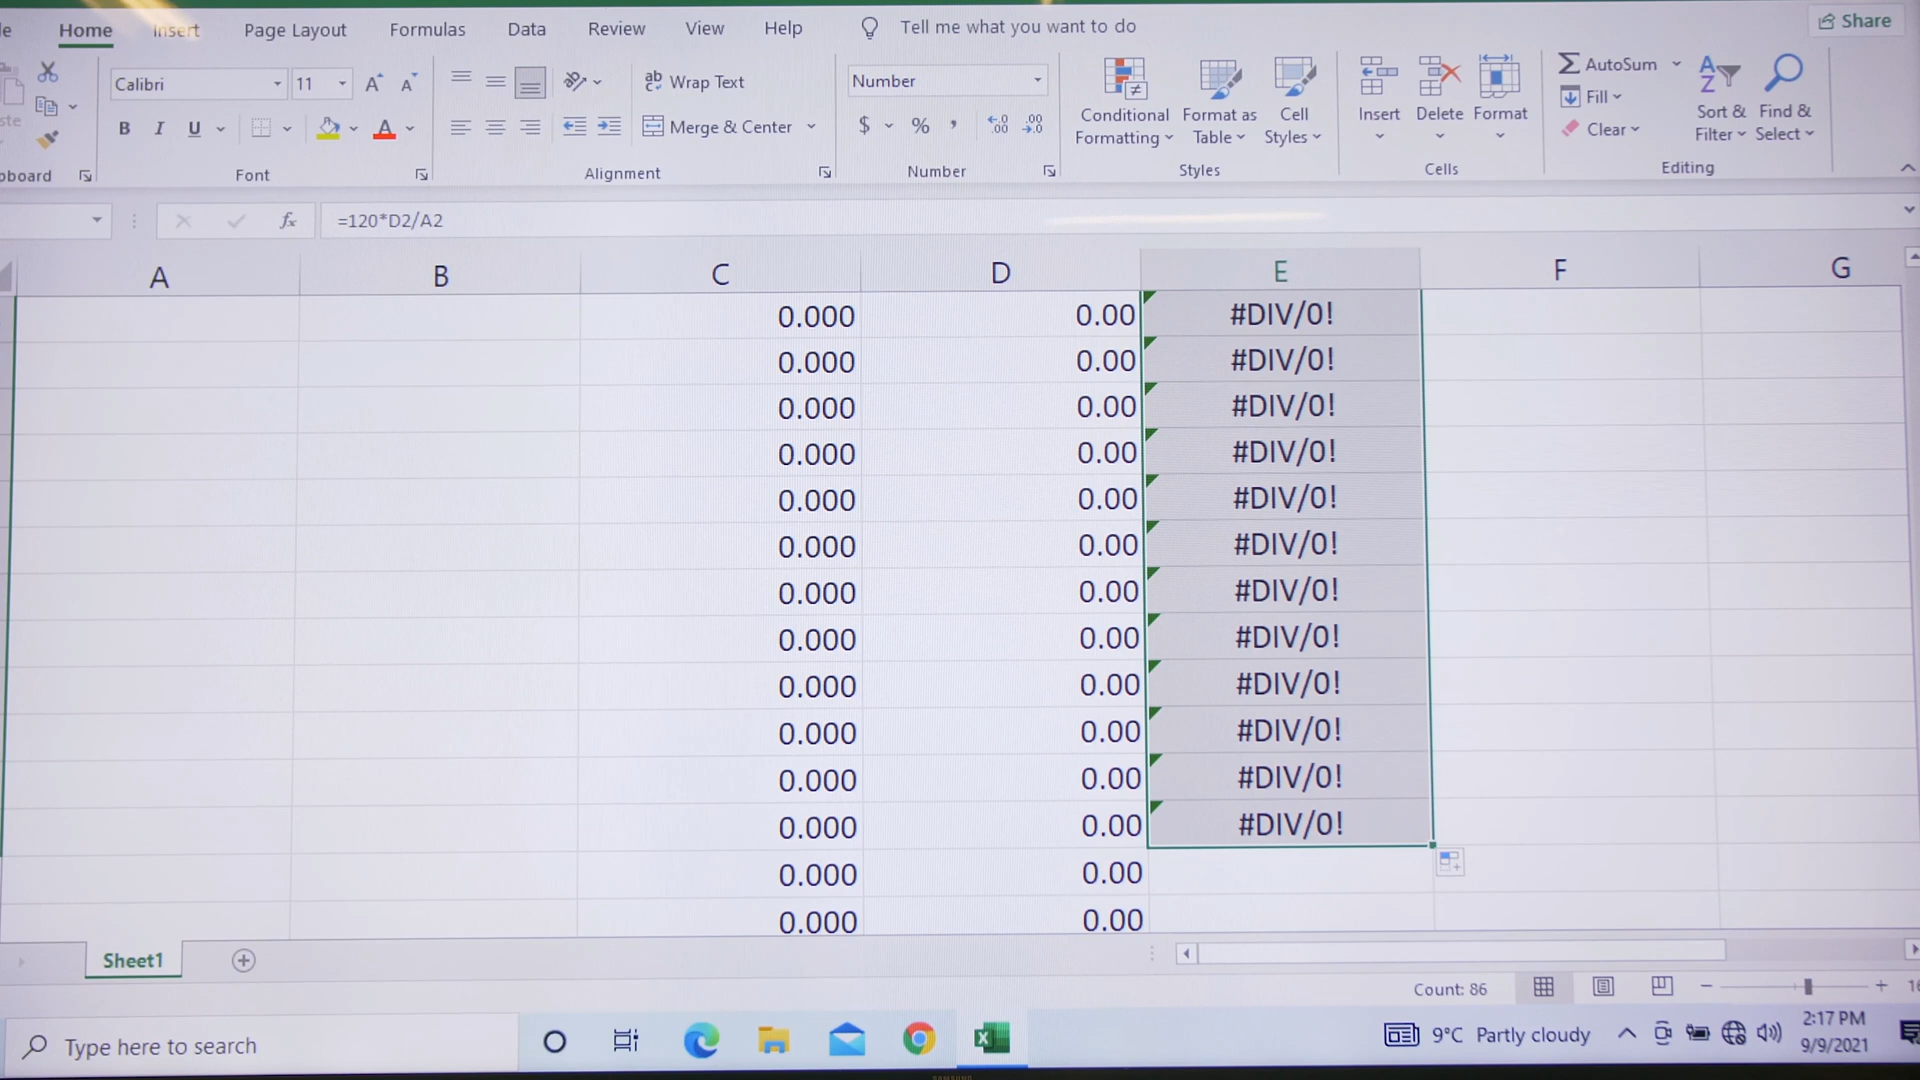 le Home Insert Page Layout Formulas Data Review View Help Tell me what you want to do Share
Calibri 11 Wrap Text Number AutoSum
Fill
ste B I U Merge & Center $ % Conditional Formatting Format as Table Cell Styles Insert Delete Format Clear Sort & Filter Find & Select
board Font Alignment Number Styles Cells Editing
fx =120*D2/A2
A B C D E F G
0.000 0.00 #DIV/0!
0.000 0.00 #DIV/0!
0.000 0.00 #DIV/0!
0.000 0.00 #DIV/0!
0.000 0.00 #DIV/0!
0.000 0.00 #DIV/0!
0.000 0.00 #DIV/0!
0.000 0.00 #DIV/0!
0.000 0.00 #DIV/0!
0.000 0.00 #DIV/0!
0.000 0.00 #DIV/0!
0.000 0.00 #DIV/0!
0.000 0.00
0.000 0.00
Sheet1
Count: 86
Type here to search 9°C Partly cloudy 2:17 PM
9/9/2021
SAMSUNG